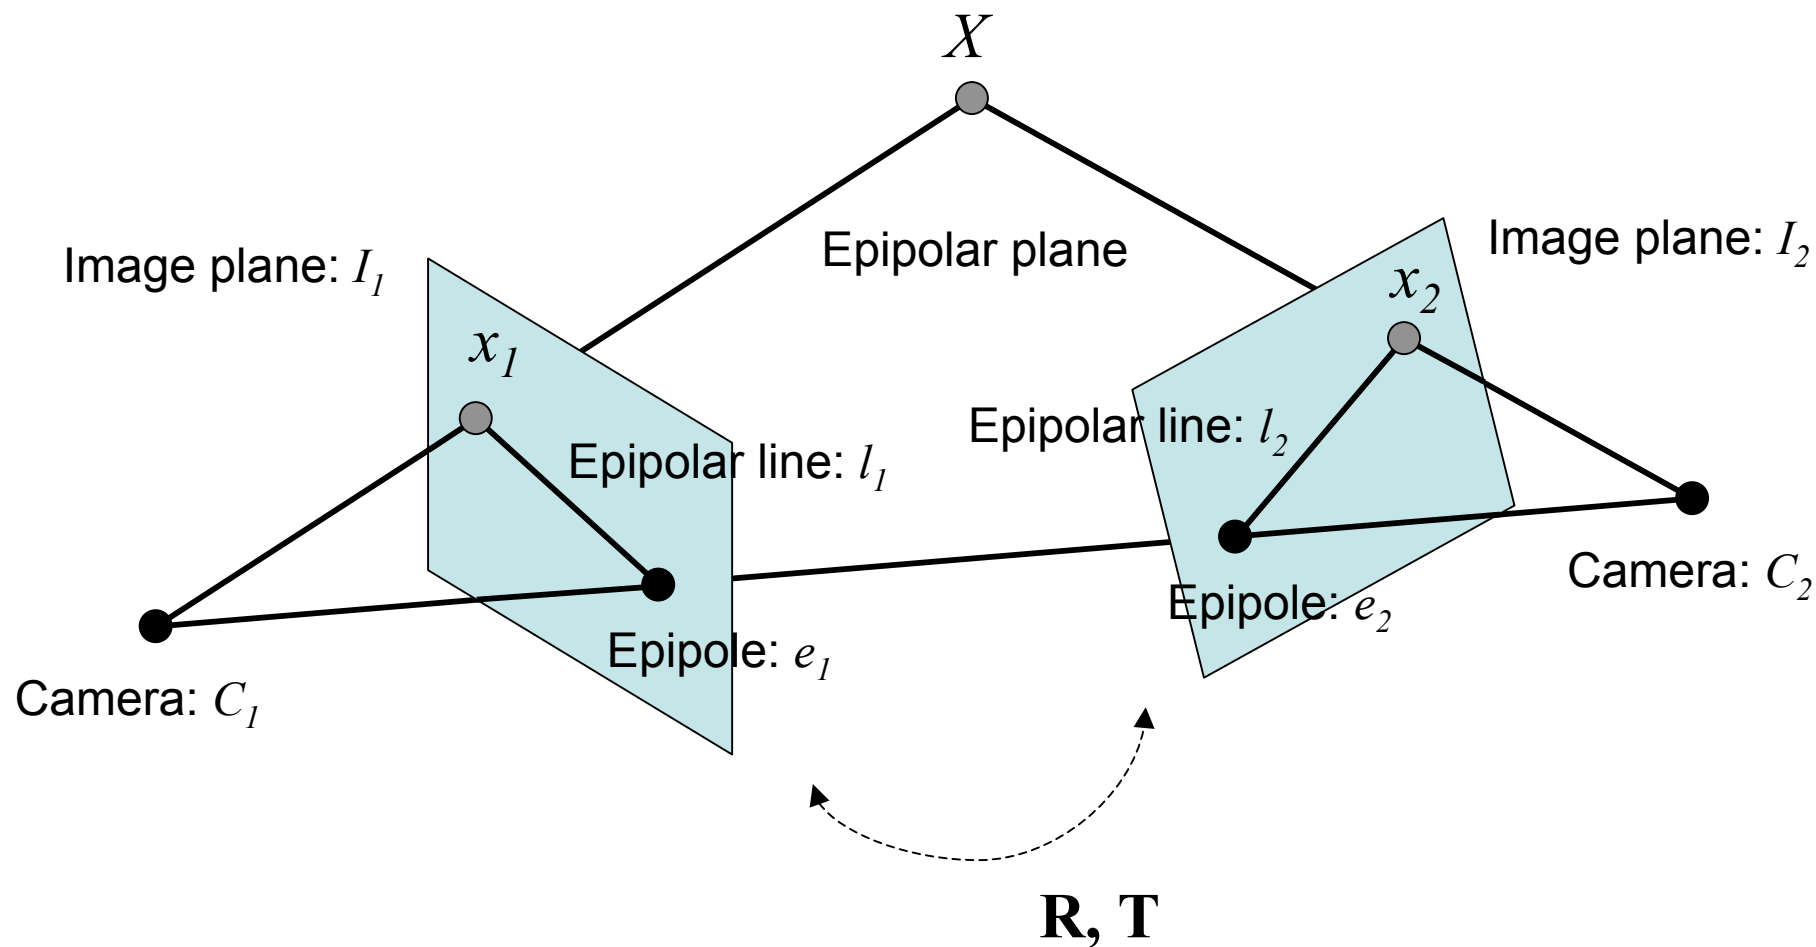 X
Image plane: I₁
Epipolar plane
Image plane: I₂
x₁
x₂
Epipolar line: l₁
Epipolar line: l₂
Epipole: e₁
Epipole: e₂
Camera: C₁
Camera: C₂
R, T